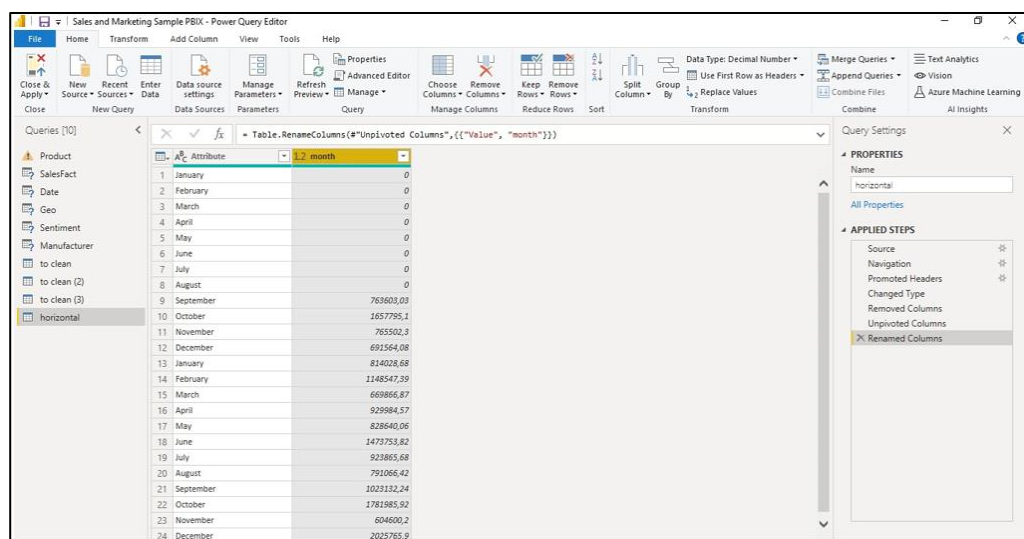 Sales and Marketing Sample PBIX - Power Query Editor
File Home Transform Add Column View Tools Help
Close & Apply
New Source
Recent Sources
Enter Data
Data source settings
Manage Parameters
Refresh Preview
Properties
Advanced Editor
Manage
Choose Columns
Remove Columns
Keep Rows
Remove Rows
Split Column
Group By
Data Type: Decimal Number
Use First Row as Headers
1 2 Replace Values
Merge Queries
Append Queries
Combine Files
Text Analytics
Vision
Azure Machine Learning
Close New Query Data Sources Parameters Query Manage Columns Reduce Rows Sort Transform Combine AI Insights
Queries [10]
Product
SalesFact
Date
Geo
Sentiment
Manufacturer
to clean
to clean (2)
to clean (3)
horizontal
fx = Table.RenameColumns(#"Unpivoted Columns",{{"Value", "month"}})
ABC Attribute 1.2 month
1 January 0
2 February 0
3 March 0
4 April 0
5 May 0
6 June 0
7 July 0
8 August 0
9 September 763603,03
10 October 1657795,1
11 November 765502,3
12 December 691564,08
13 January 814028,68
14 February 1148547,39
15 March 669866,87
16 April 929984,57
17 May 828640,06
18 June 1473753,82
19 July 923865,68
20 August 791066,42
21 September 1023132,24
22 October 1781985,92
23 November 604600,2
24 December 2025765,9
Query Settings
PROPERTIES
Name
horizontal
All Properties
APPLIED STEPS
Source
Navigation
Promoted Headers
Changed Type
Removed Columns
Unpivoted Columns
Renamed Columns